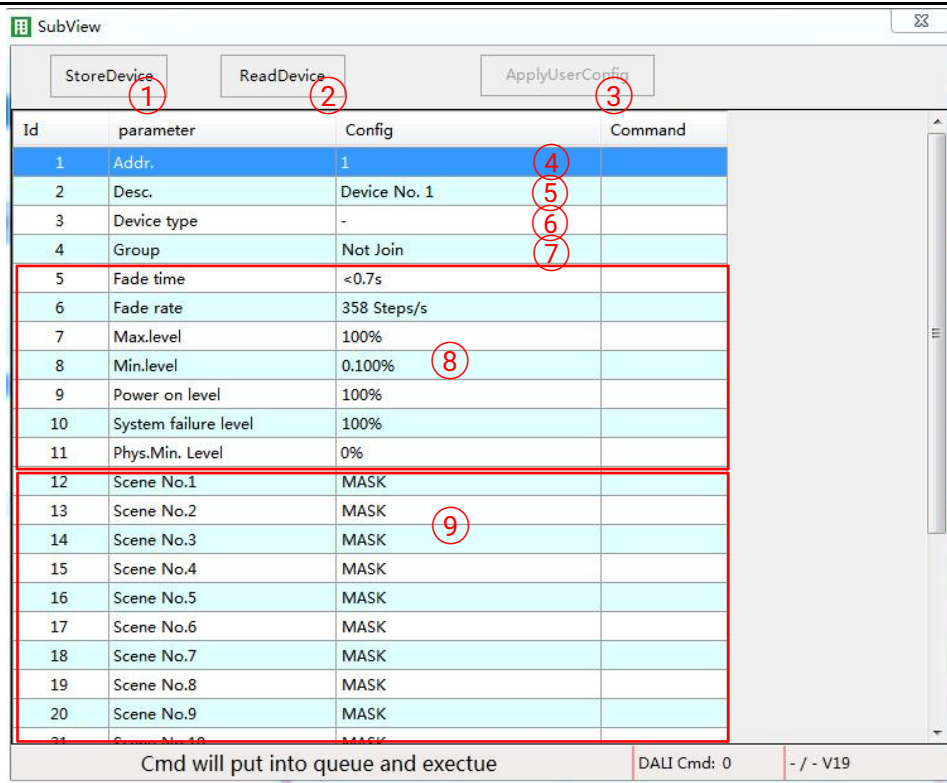 SubView
StoreDevice ReadDevice ApplyUserConfig
① ② ③
Id parameter Config Command
1 Addr. 1 ④
2 Desc. Device No. 1 ⑤
3 Device type - ⑥
4 Group Not Join ⑦
5 Fade time <0.7s
6 Fade rate 358 Steps/s
7 Max.level 100%
8 Min.level 0.100% ⑧
9 Power on level 100%
10 System failure level 100%
11 Phys.Min. Level 0%
12 Scene No.1 MASK
13 Scene No.2 MASK
14 Scene No.3 MASK ⑨
15 Scene No.4 MASK
16 Scene No.5 MASK
17 Scene No.6 MASK
18 Scene No.7 MASK
19 Scene No.8 MASK
20 Scene No.9 MASK
21 Scene No.10 MASK
Cmd will put into queue and exectue DALI Cmd: 0 - / - V19